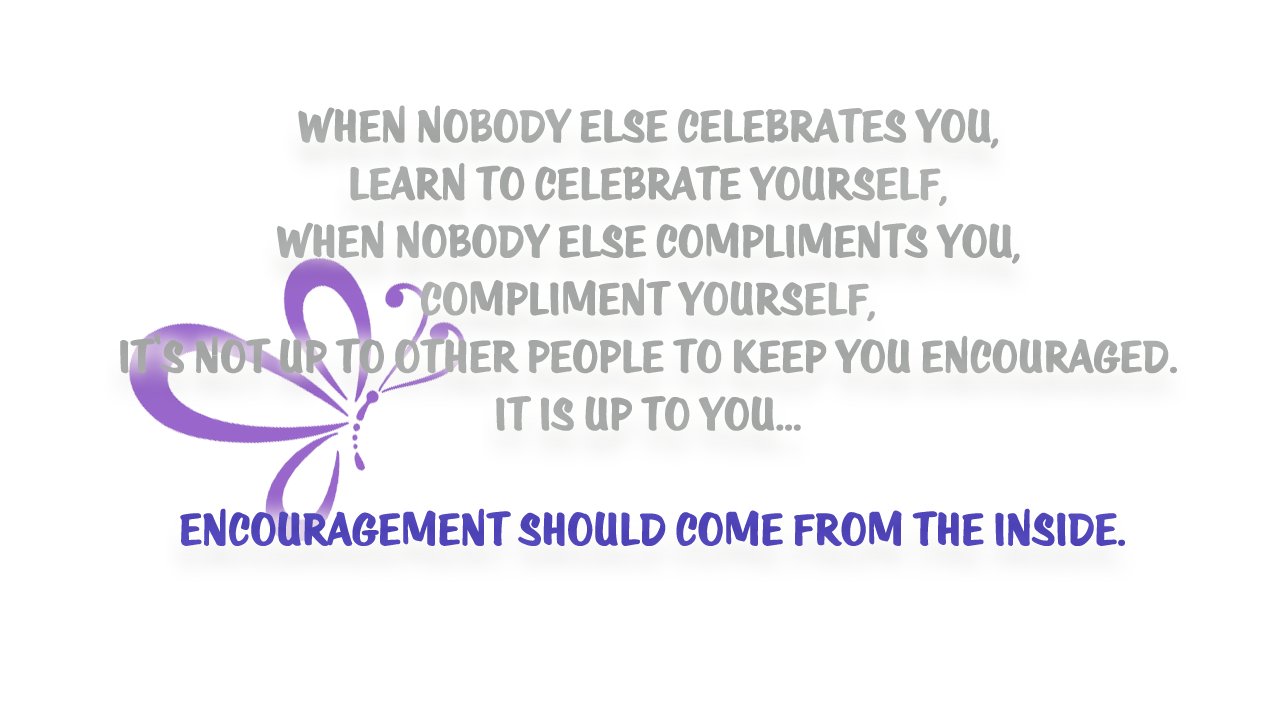 WHEN NOBODY ELSE CELEBRATES YOU,
LEARN TO CELEBRATE YOURSELF,
WHEN NOBODY ELSE COMPLIMENTS YOU,
COMPLIMENT YOURSELF,
IT'S NOT UP TO OTHER PEOPLE TO KEEP YOU ENCOURAGED.
IT IS UP TO YOU...
ENCOURAGEMENT SHOULD COME FROM THE INSIDE.